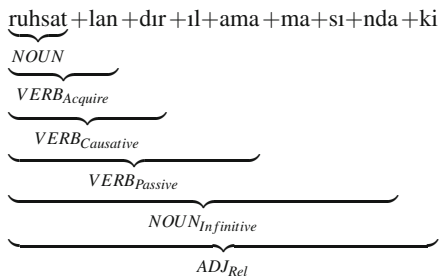 ruhsat +lan +dır +ıl +ama +ma +sı +nda +ki
NOUN
VERB_Acquire
VERB_Causative
VERB_Passive
NOUN_Infinitive
ADJ_Rel